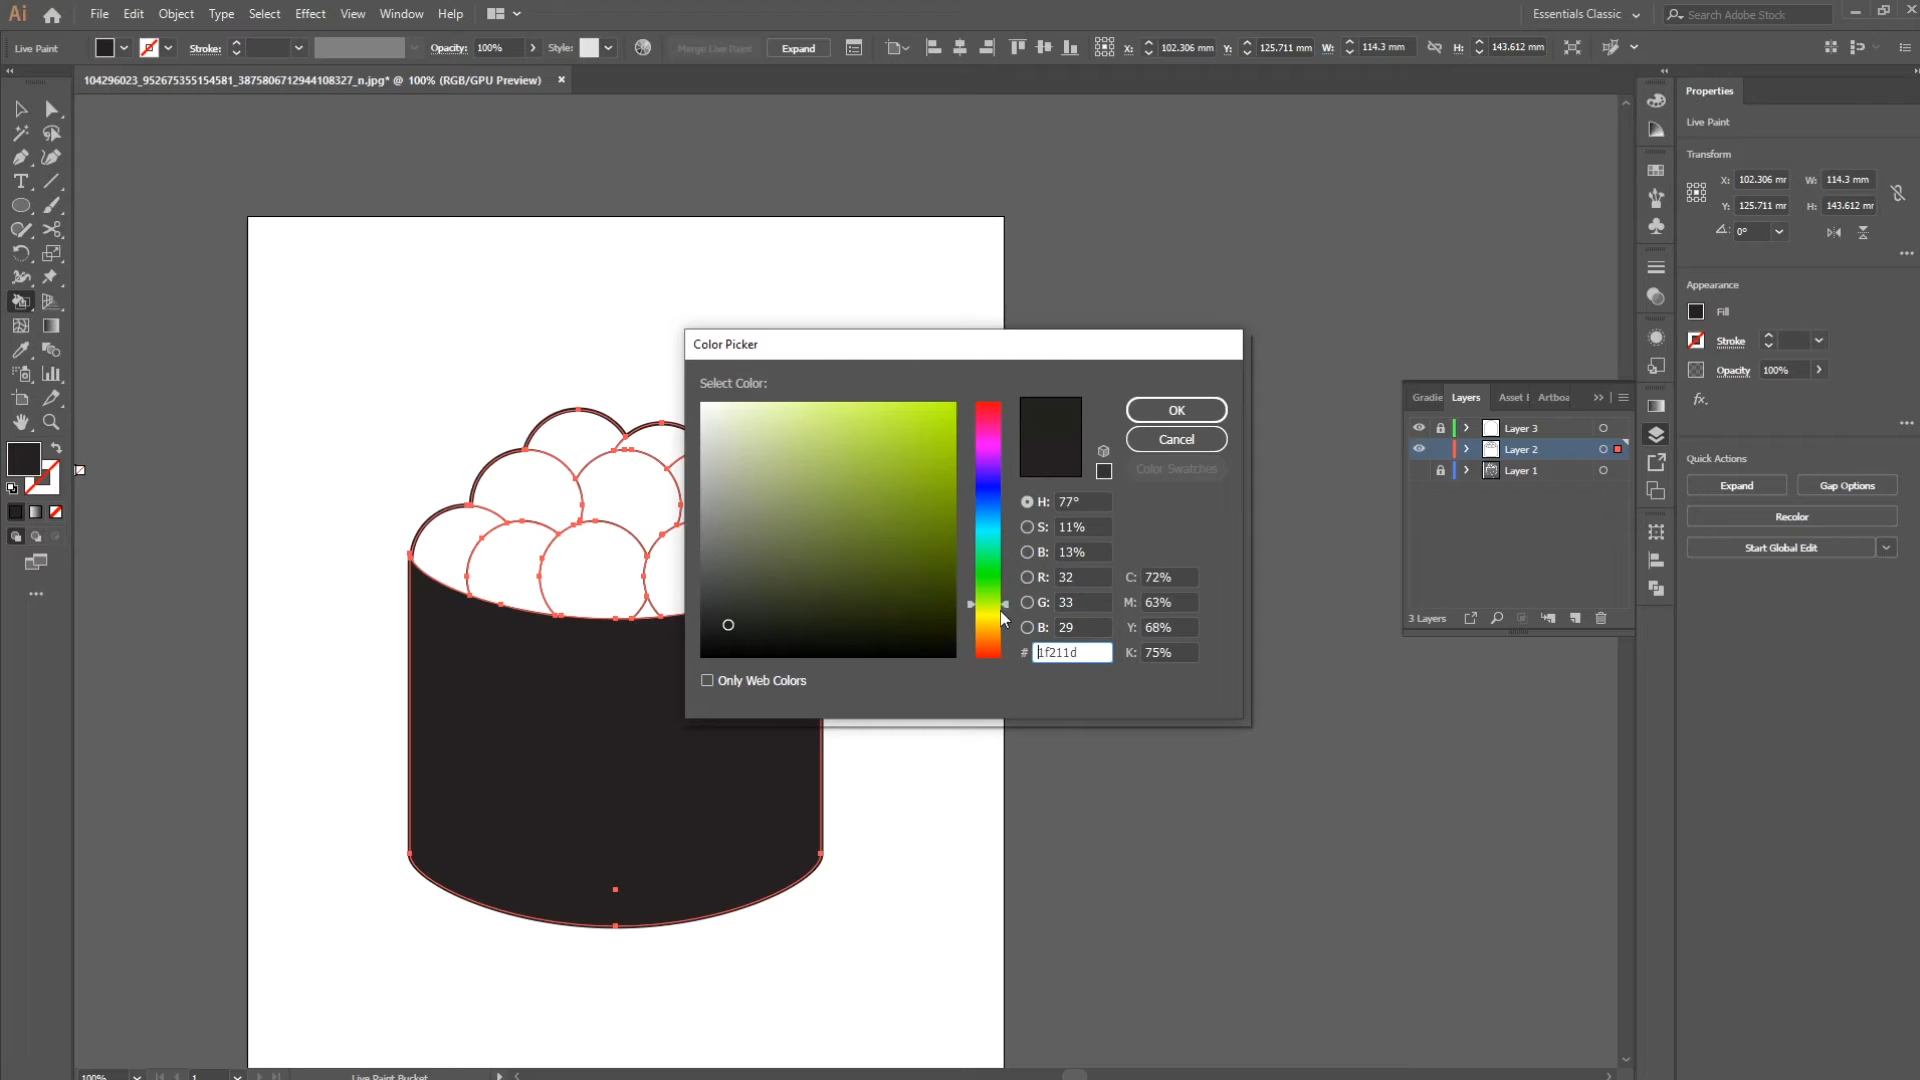 Ai File Edit Object Type Select Effect View Window Help Essentials Classic Search Adobe Stock
Live Paint Stroke: Opacity: 100% Style: Merge Live Paint Expand X: 102.306 mm Y: 125.711 mm W: 114.3 mm H: 143.612 mm
104296023_952675355154581_3875806712944108327_n.jpg* @ 100% (RGB/GPU Preview) ×
Properties
Live Paint
Transform
X: 102.306 mr W: 114.3 mm
Y: 125.711 mr H: 143.612 mr
0°
Appearance
Fill
Stroke
Opacity 100%
fx.
Quick Actions
Expand Gap Options
Recolor
Start Global Edit
Color Picker
Select Color:
OK
Cancel
Color Swatches
H: 77°
S: 11%
B: 13%
R: 32 C: 72%
G: 33 M: 63%
B: 29 Y: 68%
# 1f211d K: 75%
Only Web Colors
Gradie Layers Asset E Artboa
Layer 3
Layer 2
Layer 1
3 Layers
100% 1 Live Paint Bucket